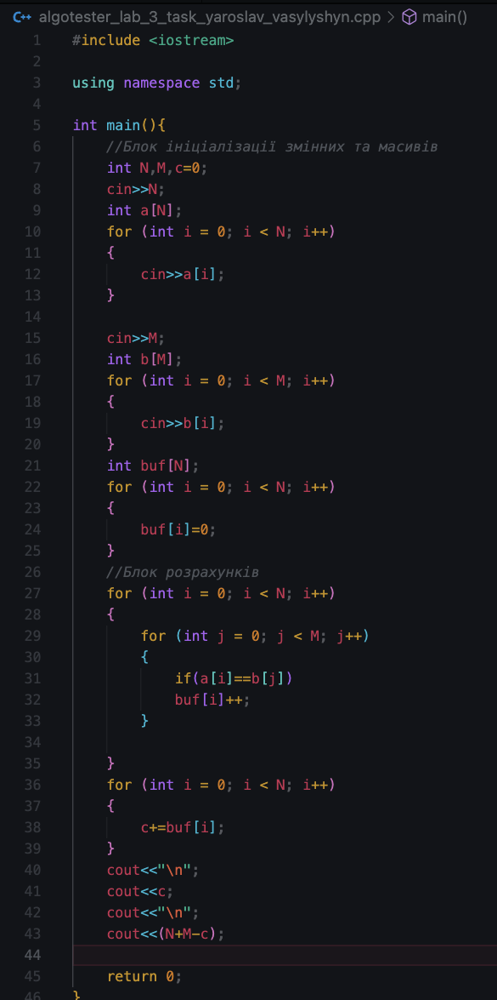 C++ algotester_lab_3_task_yaroslav_vasylyshyn.cpp > main()
1 #include <iostream>
2
3 using namespace std;
4
5 int main(){
6 //Блок ініціалізації змінних та масивів
7 int N,M,c=0;
8 cin>>N;
9 int a[N];
10 for (int i = 0; i < N; i++)
11 {
12 cin>>a[i];
13 }
14
15 cin>>M;
16 int b[M];
17 for (int i = 0; i < M; i++)
18 {
19 cin>>b[i];
20 }
21 int buf[N];
22 for (int i = 0; i < N; i++)
23 {
24 buf[i]=0;
25 }
26 //Блок розрахунків
27 for (int i = 0; i < N; i++)
28 {
29 for (int j = 0; j < M; j++)
30 {
31 if(a[i]==b[j])
32 buf[i]++;
33 }
34
35 }
36 for (int i = 0; i < N; i++)
37 {
38 c+=buf[i];
39 }
40 cout<<"\n";
41 cout<<c;
42 cout<<"\n";
43 cout<<(N+M-c);
44
45 return 0;
46 }